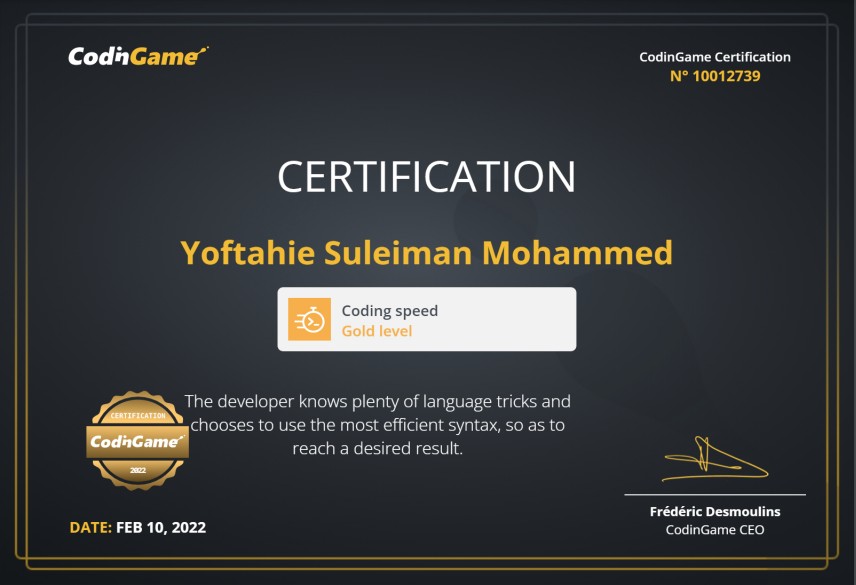 CodinGame
CodinGame Certification
N° 10012739
CERTIFICATION
Yoftahie Suleiman Mohammed
Coding speed
Gold level
The developer knows plenty of language tricks and
chooses to use the most efficient syntax, so as to
reach a desired result.
CERTIFICATION
CodinGame
2022
DATE: FEB 10, 2022
Frédéric Desmoulins
CodinGame CEO